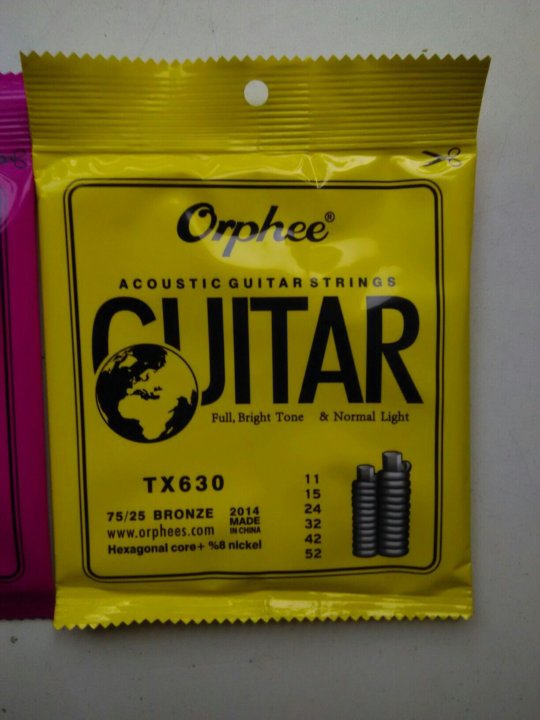 Orphee®
ACOUSTIC GUITAR STRINGS
GUITAR
Full, Bright Tone & Normal Light
TX630
75/25 BRONZE
2014
MADE
IN CHINA
www.orphees.com
Hexagonal core+ %8 nickel
11
15
24
32
42
52